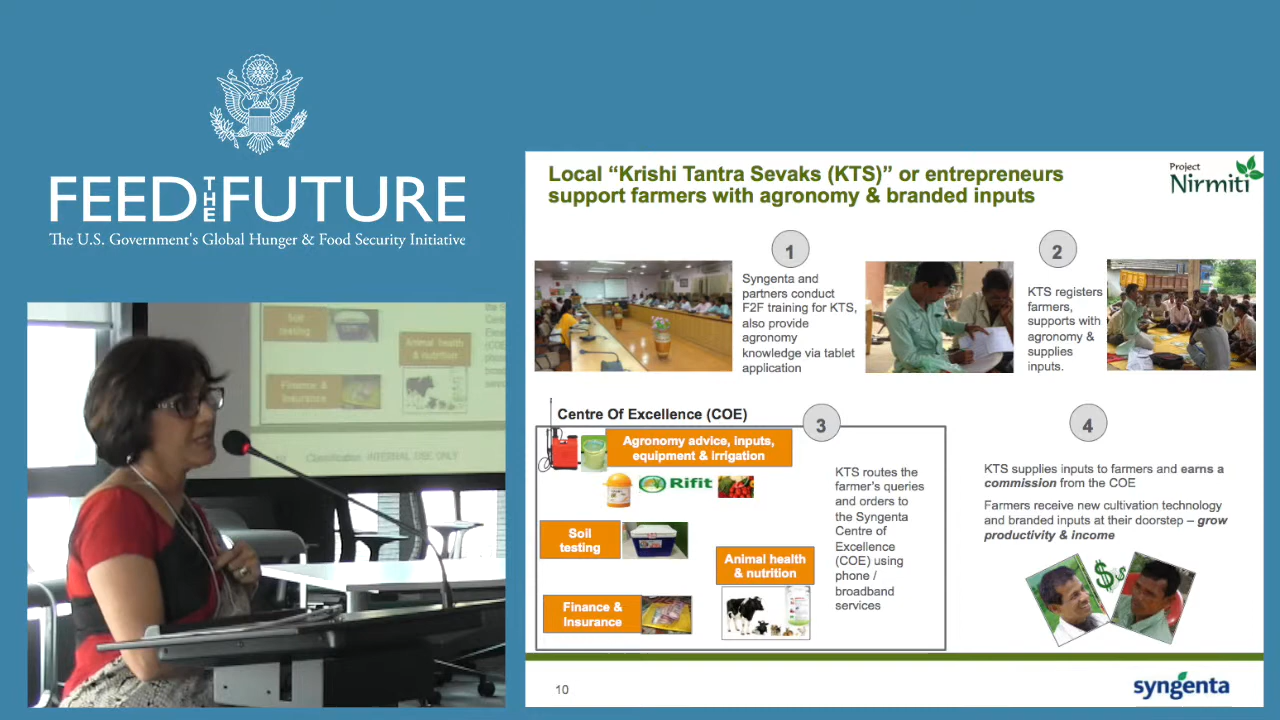 FEED THE FUTURE
The U.S. Government's Global Hunger & Food Security Initiative
Soil
testing
Animal health
& nutrition
Finance &
Insurance
Classification: INTERNAL USE ONLY
Local “Krishi Tantra Sevaks (KTS)” or entrepreneurs
support farmers with agronomy & branded inputs
Project
Nirmiti
1
Syngenta and
partners conduct
F2F training for KTS,
also provide
agronomy
knowledge via tablet
application
2
KTS registers
farmers,
supports with
agronomy &
supplies
inputs.
Centre Of Excellence (COE)
3
Agronomy advice, inputs,
equipment & irrigation
Rifit
Soil
testing
Animal health
& nutrition
Finance &
insurance
KTS routes the
farmer's queries
and orders to
the Syngenta
Centre of
Excellence
(COE) using
phone /
broadband
services
4
KTS supplies inputs to farmers and earns a
commission from the COE
Farmers receive new cultivation technology
and branded inputs at their doorstep – grow
productivity & income
$
$
10
syngenta